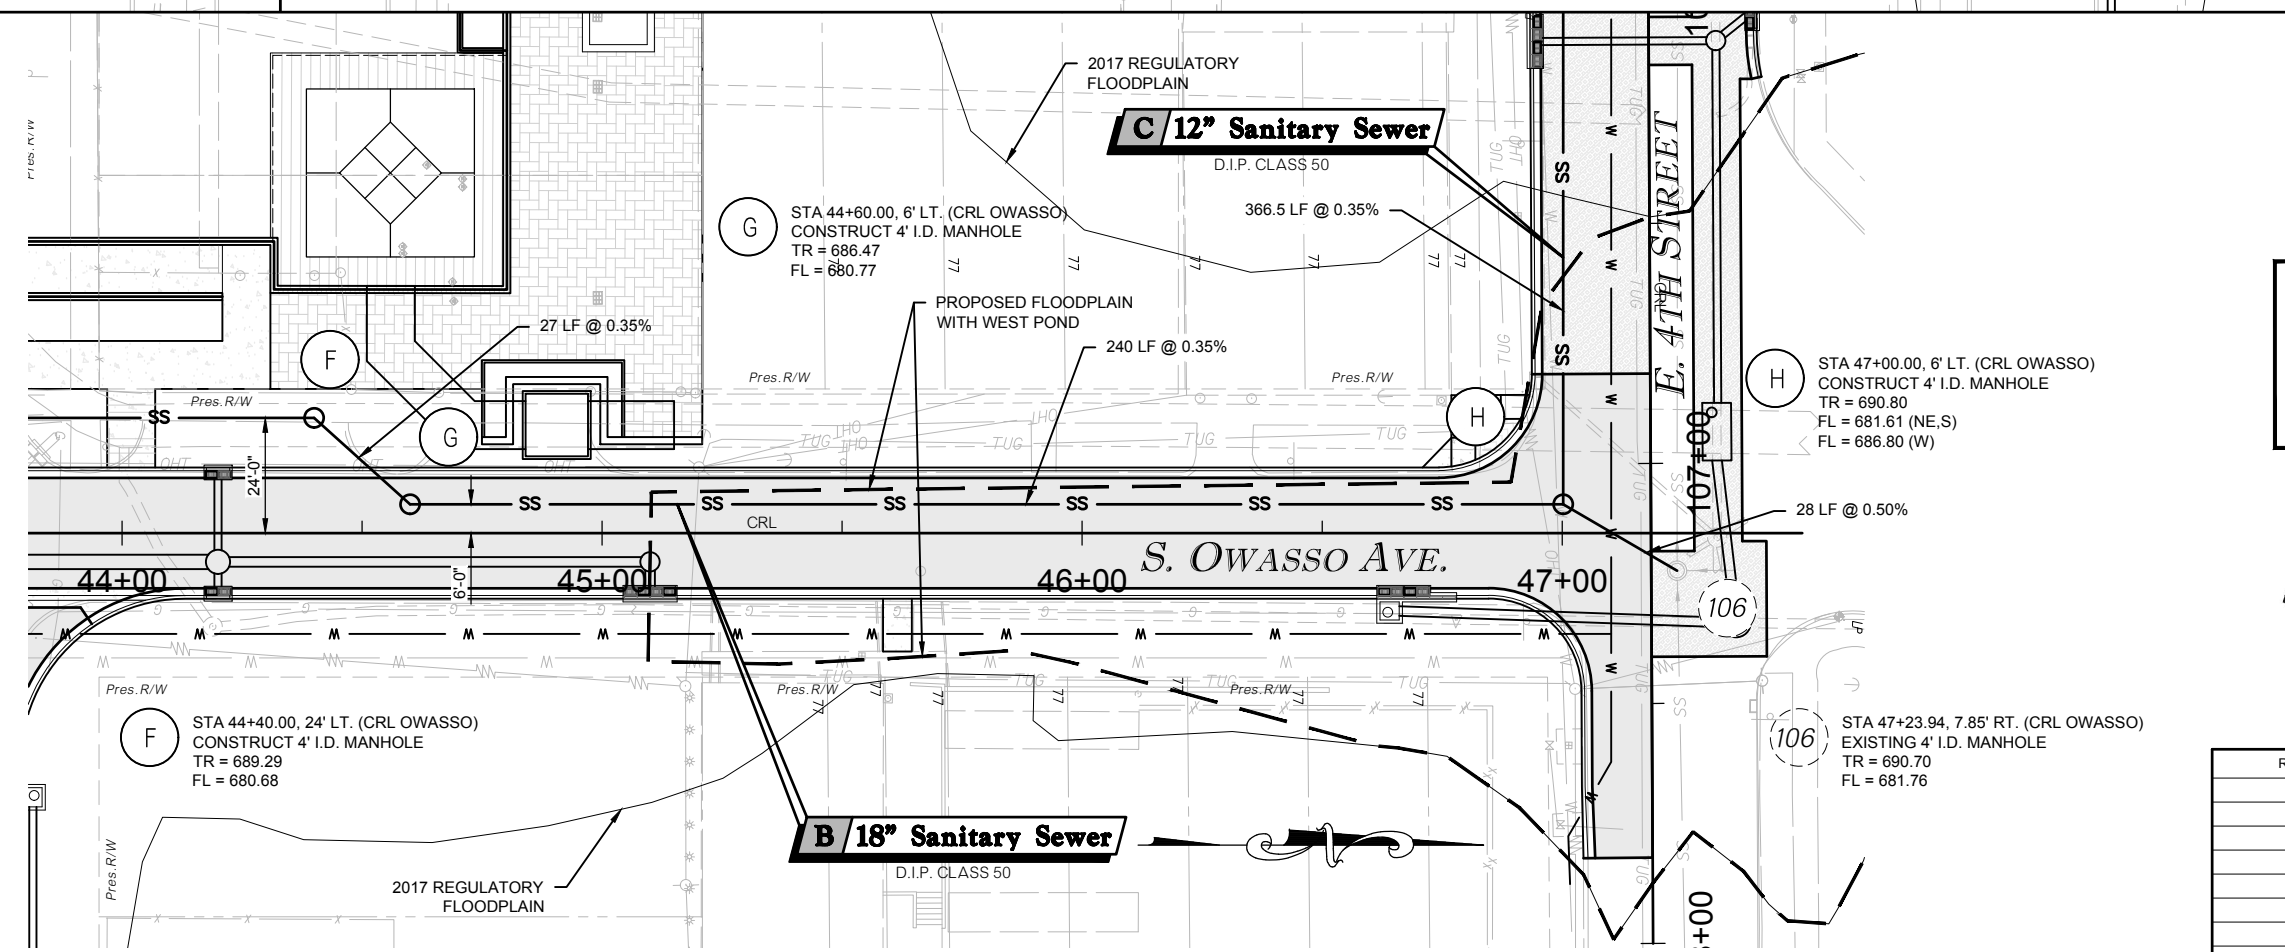 2017 REGULATORY
FLOODPLAIN
C 12” Sanitary Sewer
D.I.P. CLASS 50
366.5 LF @ 0.35%
G
STA 44+60.00, 6' LT. (CRL OWASSO)
CONSTRUCT 4' I.D. MANHOLE
TR = 686.47
FL = 680.77
PROPOSED FLOODPLAIN
WITH WEST POND
27 LF @ 0.35%
240 LF @ 0.35%
F
G
H
Pres.R/W
Pres.R/W
Pres.R/W
Pres.R/W
E. 4TH STREET
CRL
H
STA 47+00.00, 6' LT. (CRL OWASSO)
CONSTRUCT 4' I.D. MANHOLE
TR = 690.80
FL = 681.61 (NE,S)
FL = 686.80 (W)
107+00
28 LF @ 0.50%
24'-0"
SS
SS
SS
SS
SS
SS
SS
SS
SS
CRL
S. OWASSO AVE.
44+00
45+00
46+00
47+00
6'-0"
106
W W W W W W W W W W W W
OHT
TUG
Pres.R/W
Pres.R/W
Pres.R/W
Pres.R/W
LP
F
STA 44+40.00, 24' LT. (CRL OWASSO)
CONSTRUCT 4' I.D. MANHOLE
TR = 689.29
FL = 680.68
106
STA 47+23.94, 7.85' RT. (CRL OWASSO)
EXISTING 4' I.D. MANHOLE
TR = 690.70
FL = 681.76
B 18” Sanitary Sewer
D.I.P. CLASS 50
2017 REGULATORY
FLOODPLAIN
N